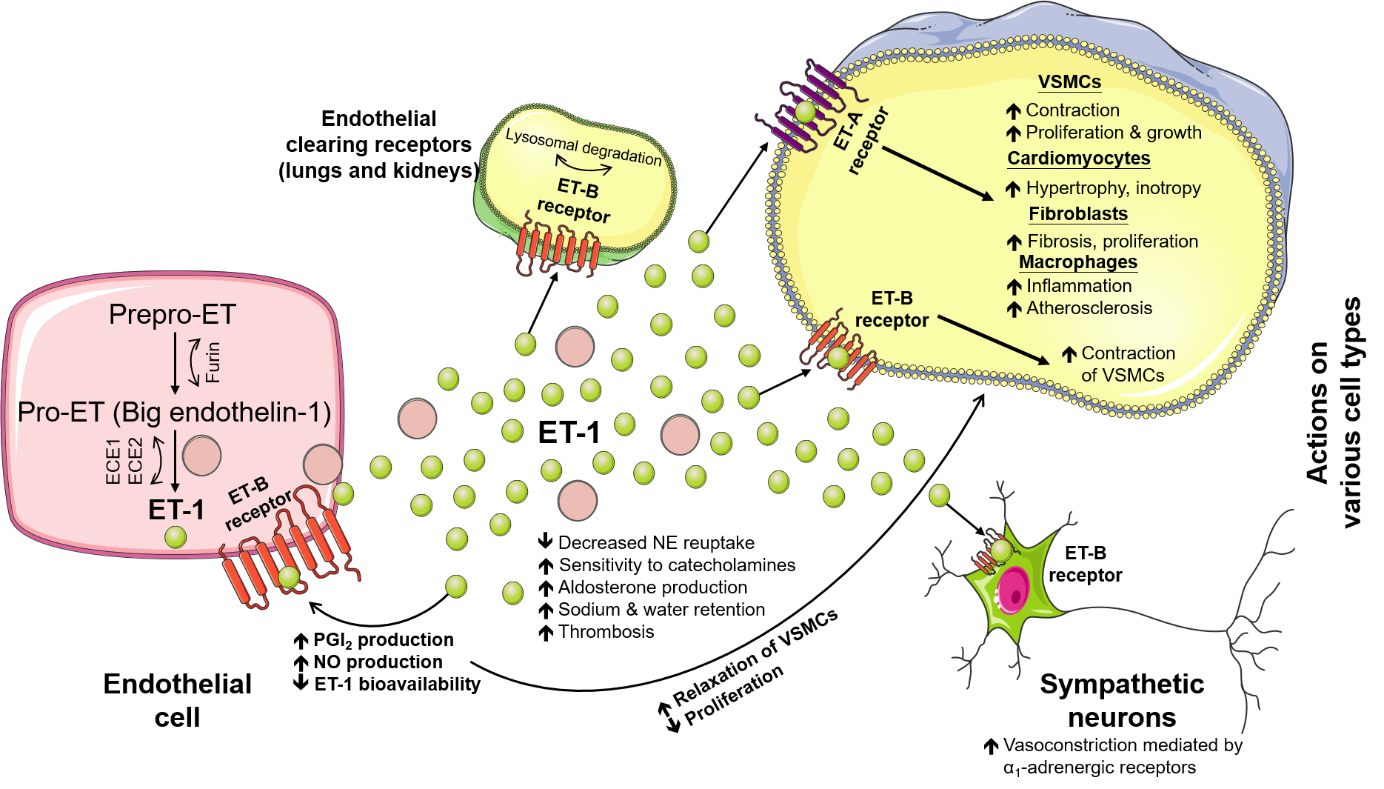 Endothelial
clearing receptors
(lungs and kidneys)
Lysosomal degradation
ET-B
receptor
ET-A
receptor
VSMCs
Contraction
Proliferation & growth
Cardiomyocytes
Hypertrophy, inotropy
Fibroblasts
Fibrosis, proliferation
Macrophages
Inflammation
Atherosclerosis
ET-B
receptor
Contraction
of VSMCs
Actions on
various cell types
Prepro-ET
Furin
Pro-ET (Big endothelin-1)
ECE1
ECE2
ET-1
ET-B
receptor
ET-1
Decreased NE reuptake
Sensitivity to catecholamines
Aldosterone production
Sodium & water retention
Thrombosis
PGI₂ production
NO production
ET-1 bioavailability
Relaxation of VSMCs
Proliferation
Endothelial
cell
ET-B
receptor
Sympathetic
neurons
Vasoconstriction mediated by
α₁-adrenergic receptors